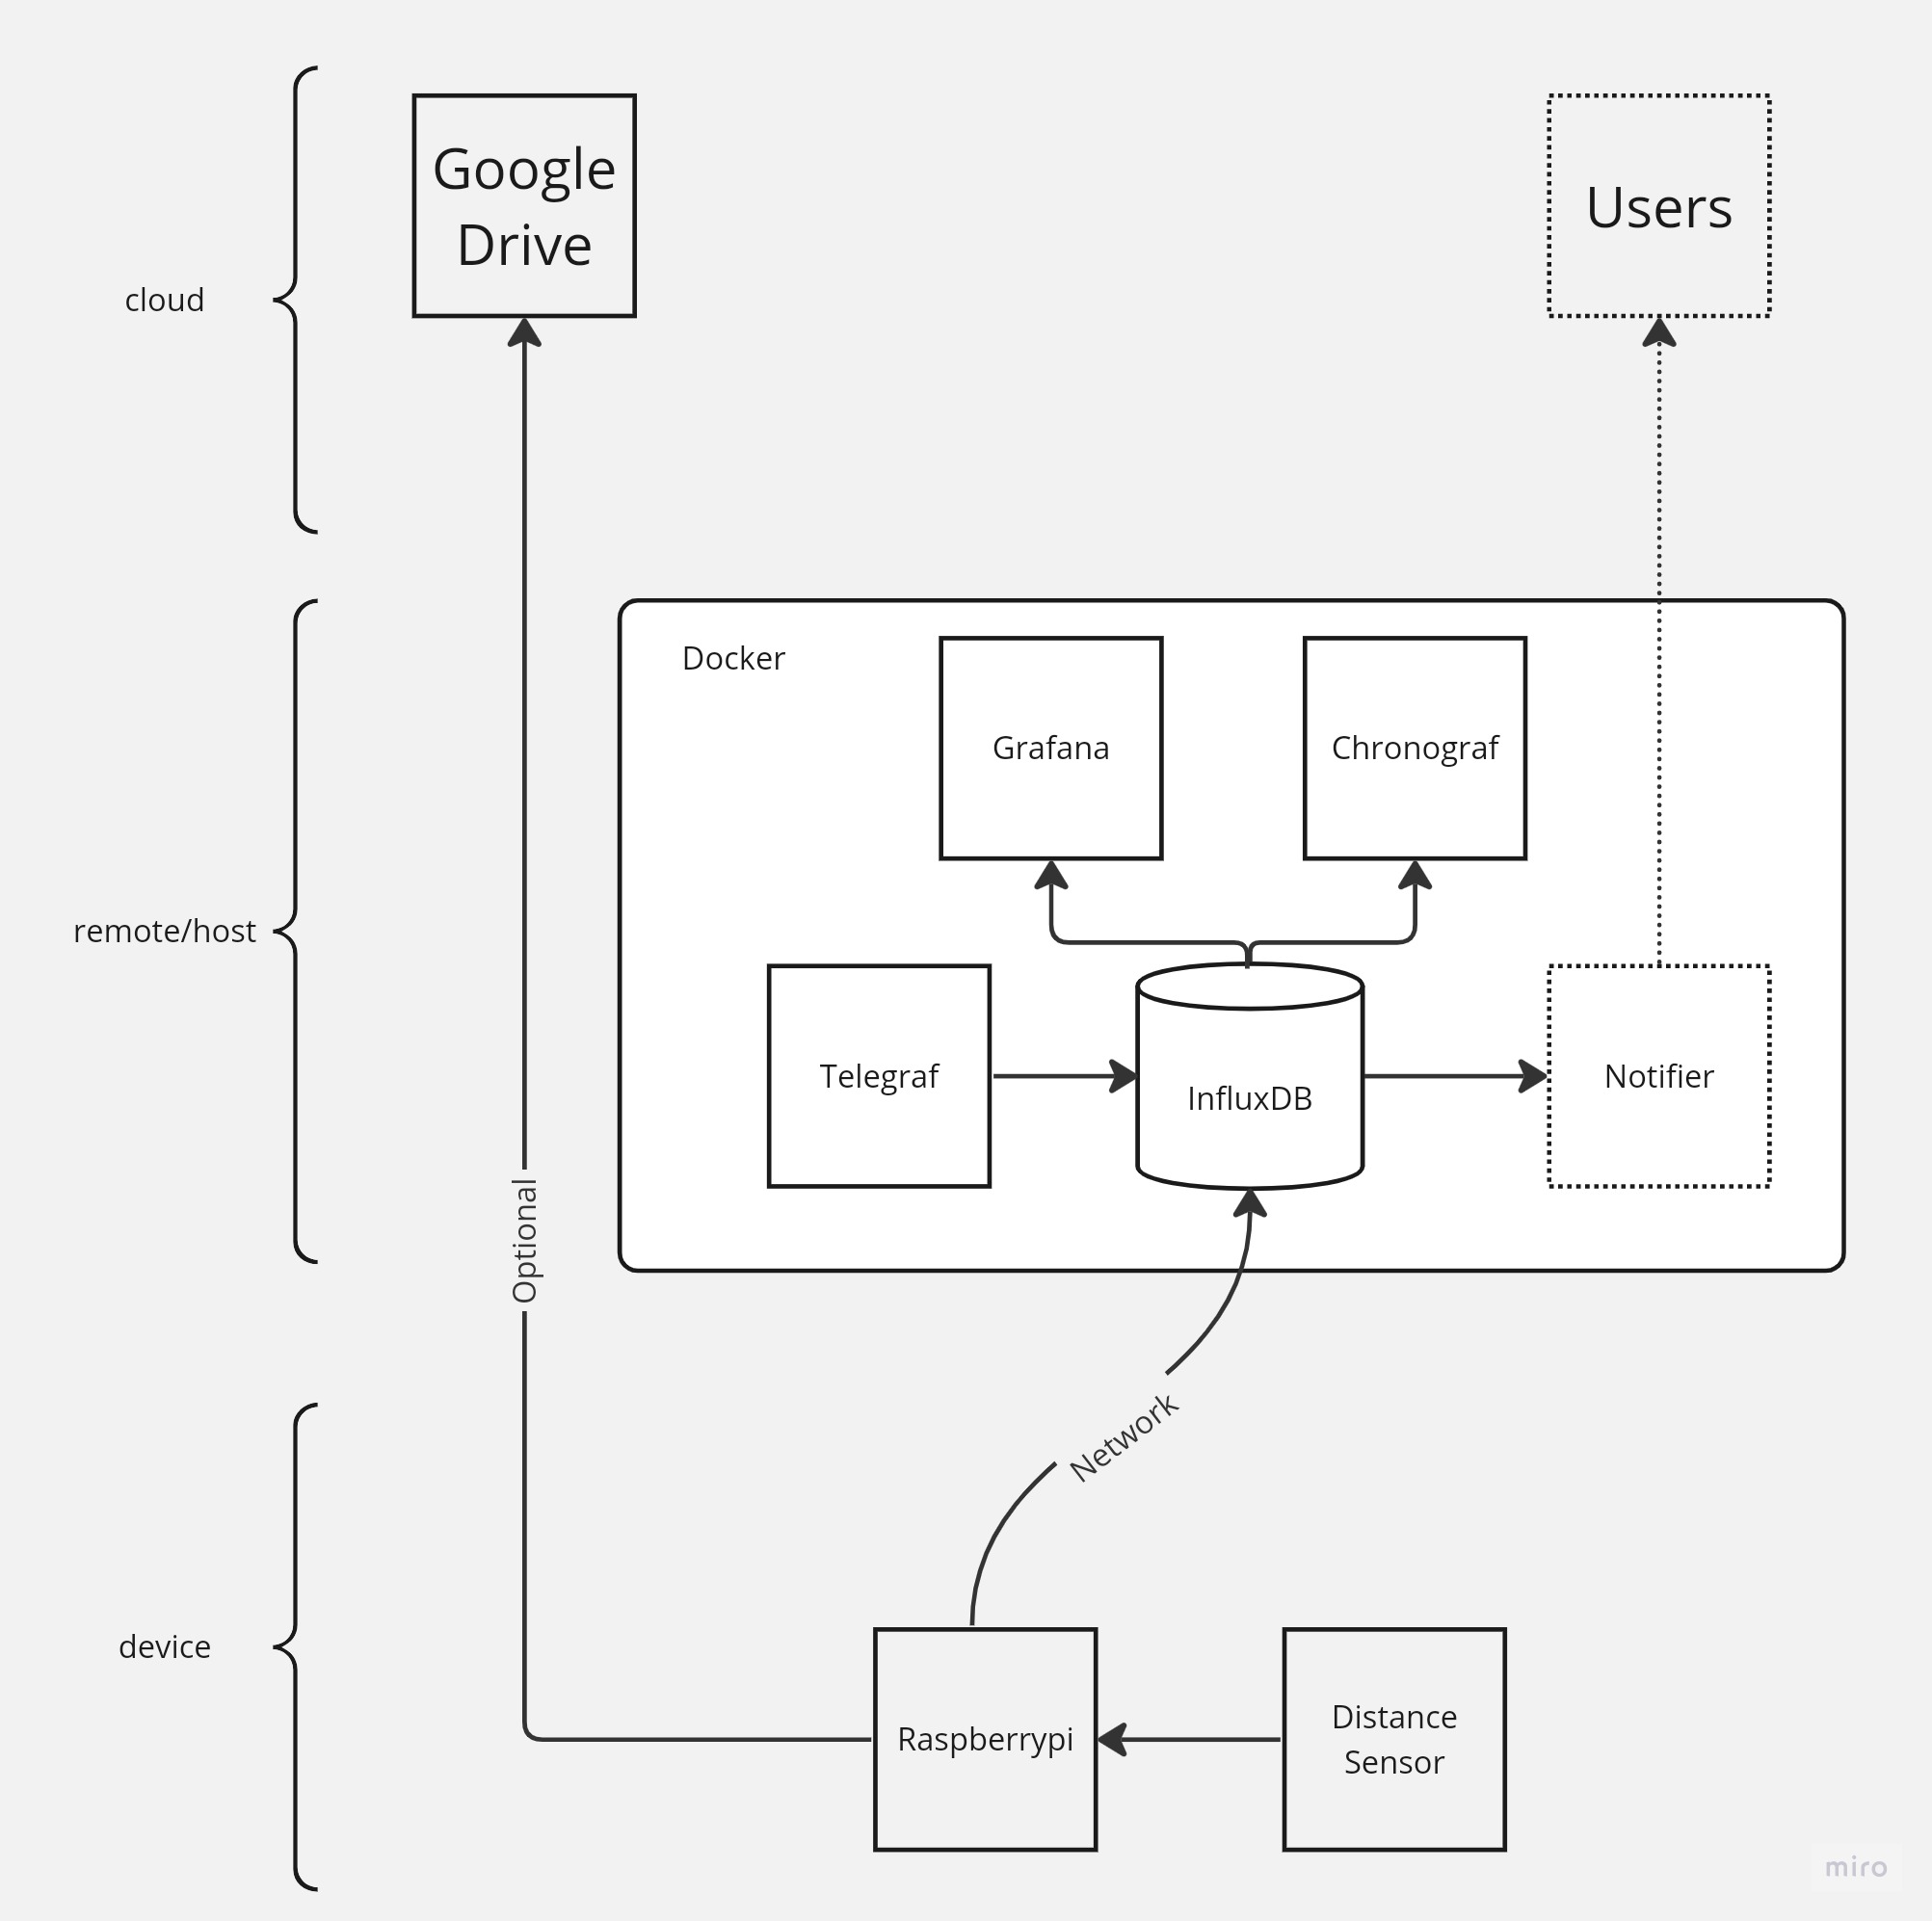 Google
Drive
Users
cloud
Docker
Grafana
Chronograf
remote/host
Telegraf
InfluxDB
Notifier
Optional
Network
device
Raspberrypi
Distance
Sensor
miro